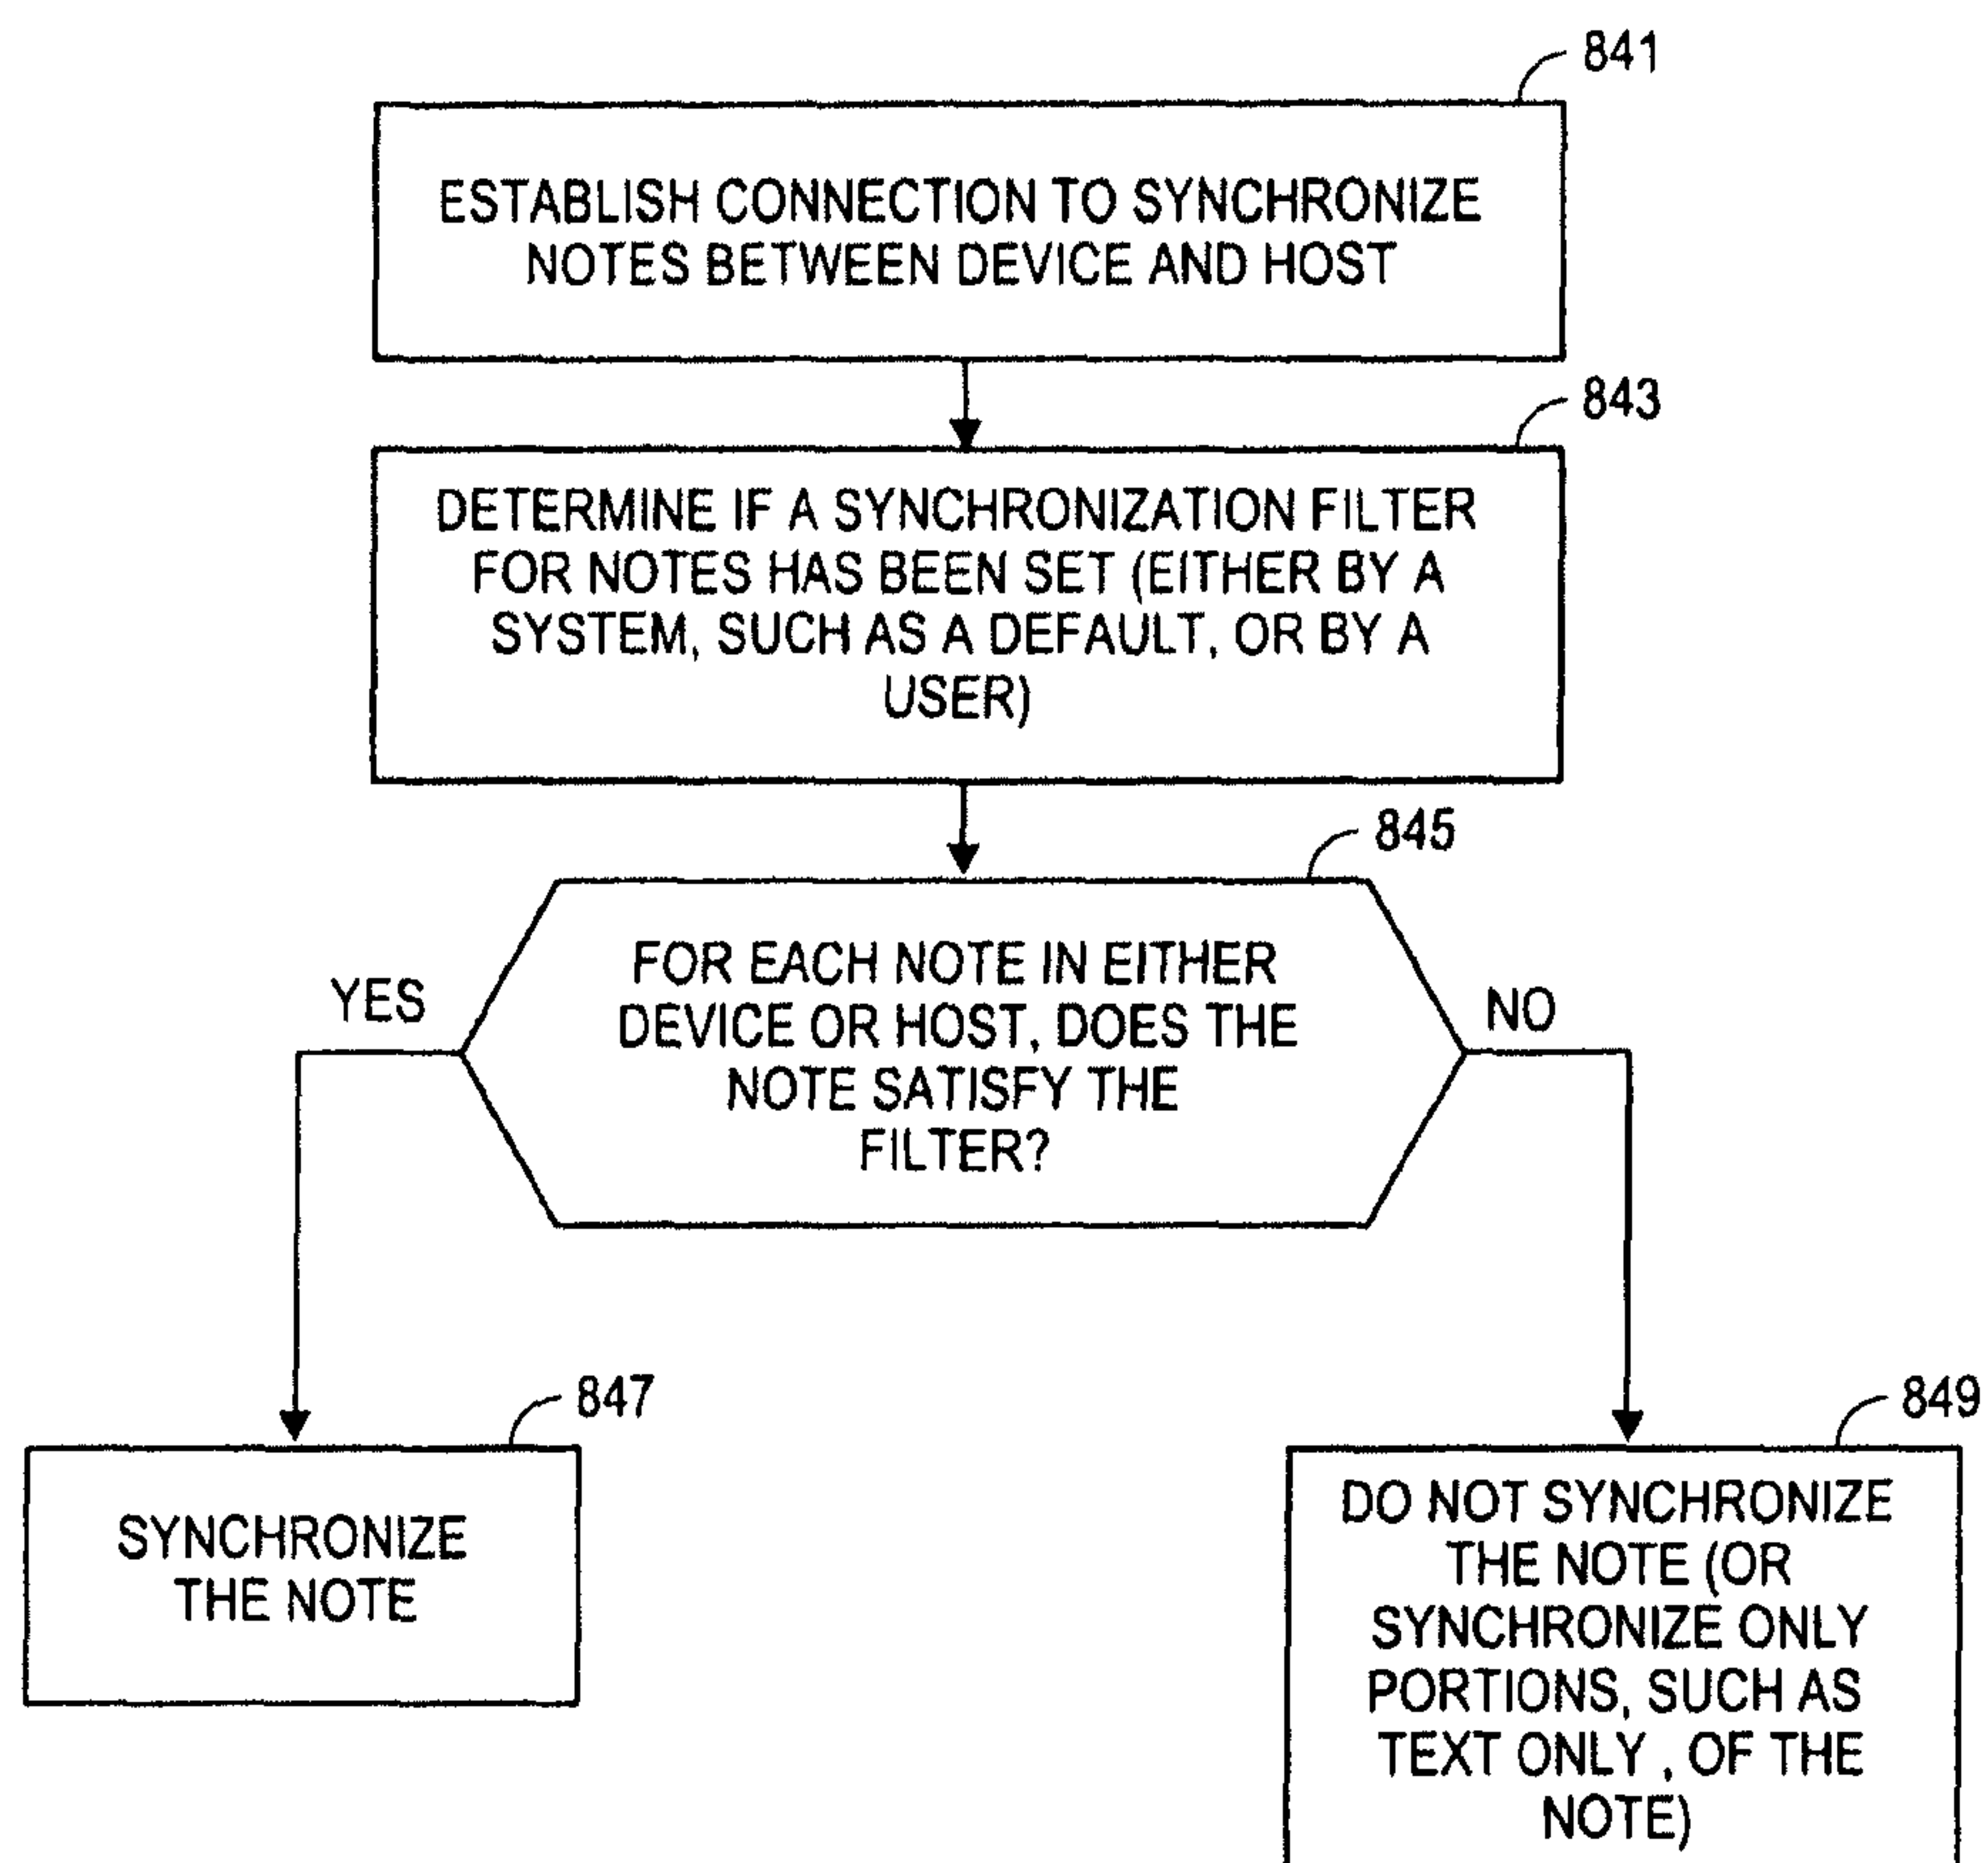 841
ESTABLISH CONNECTION TO SYNCHRONIZE
NOTES BETWEEN DEVICE AND HOST
843
DETERMINE IF A SYNCHRONIZATION FILTER
FOR NOTES HAS BEEN SET (EITHER BY A
SYSTEM, SUCH AS A DEFAULT, OR BY A
USER)
845
FOR EACH NOTE IN EITHER
DEVICE OR HOST, DOES THE
NOTE SATISFY THE
FILTER?
YES
NO
847
SYNCHRONIZE
THE NOTE
849
DO NOT SYNCHRONIZE
THE NOTE (OR
SYNCHRONIZE ONLY
PORTIONS, SUCH AS
TEXT ONLY , OF THE
NOTE)